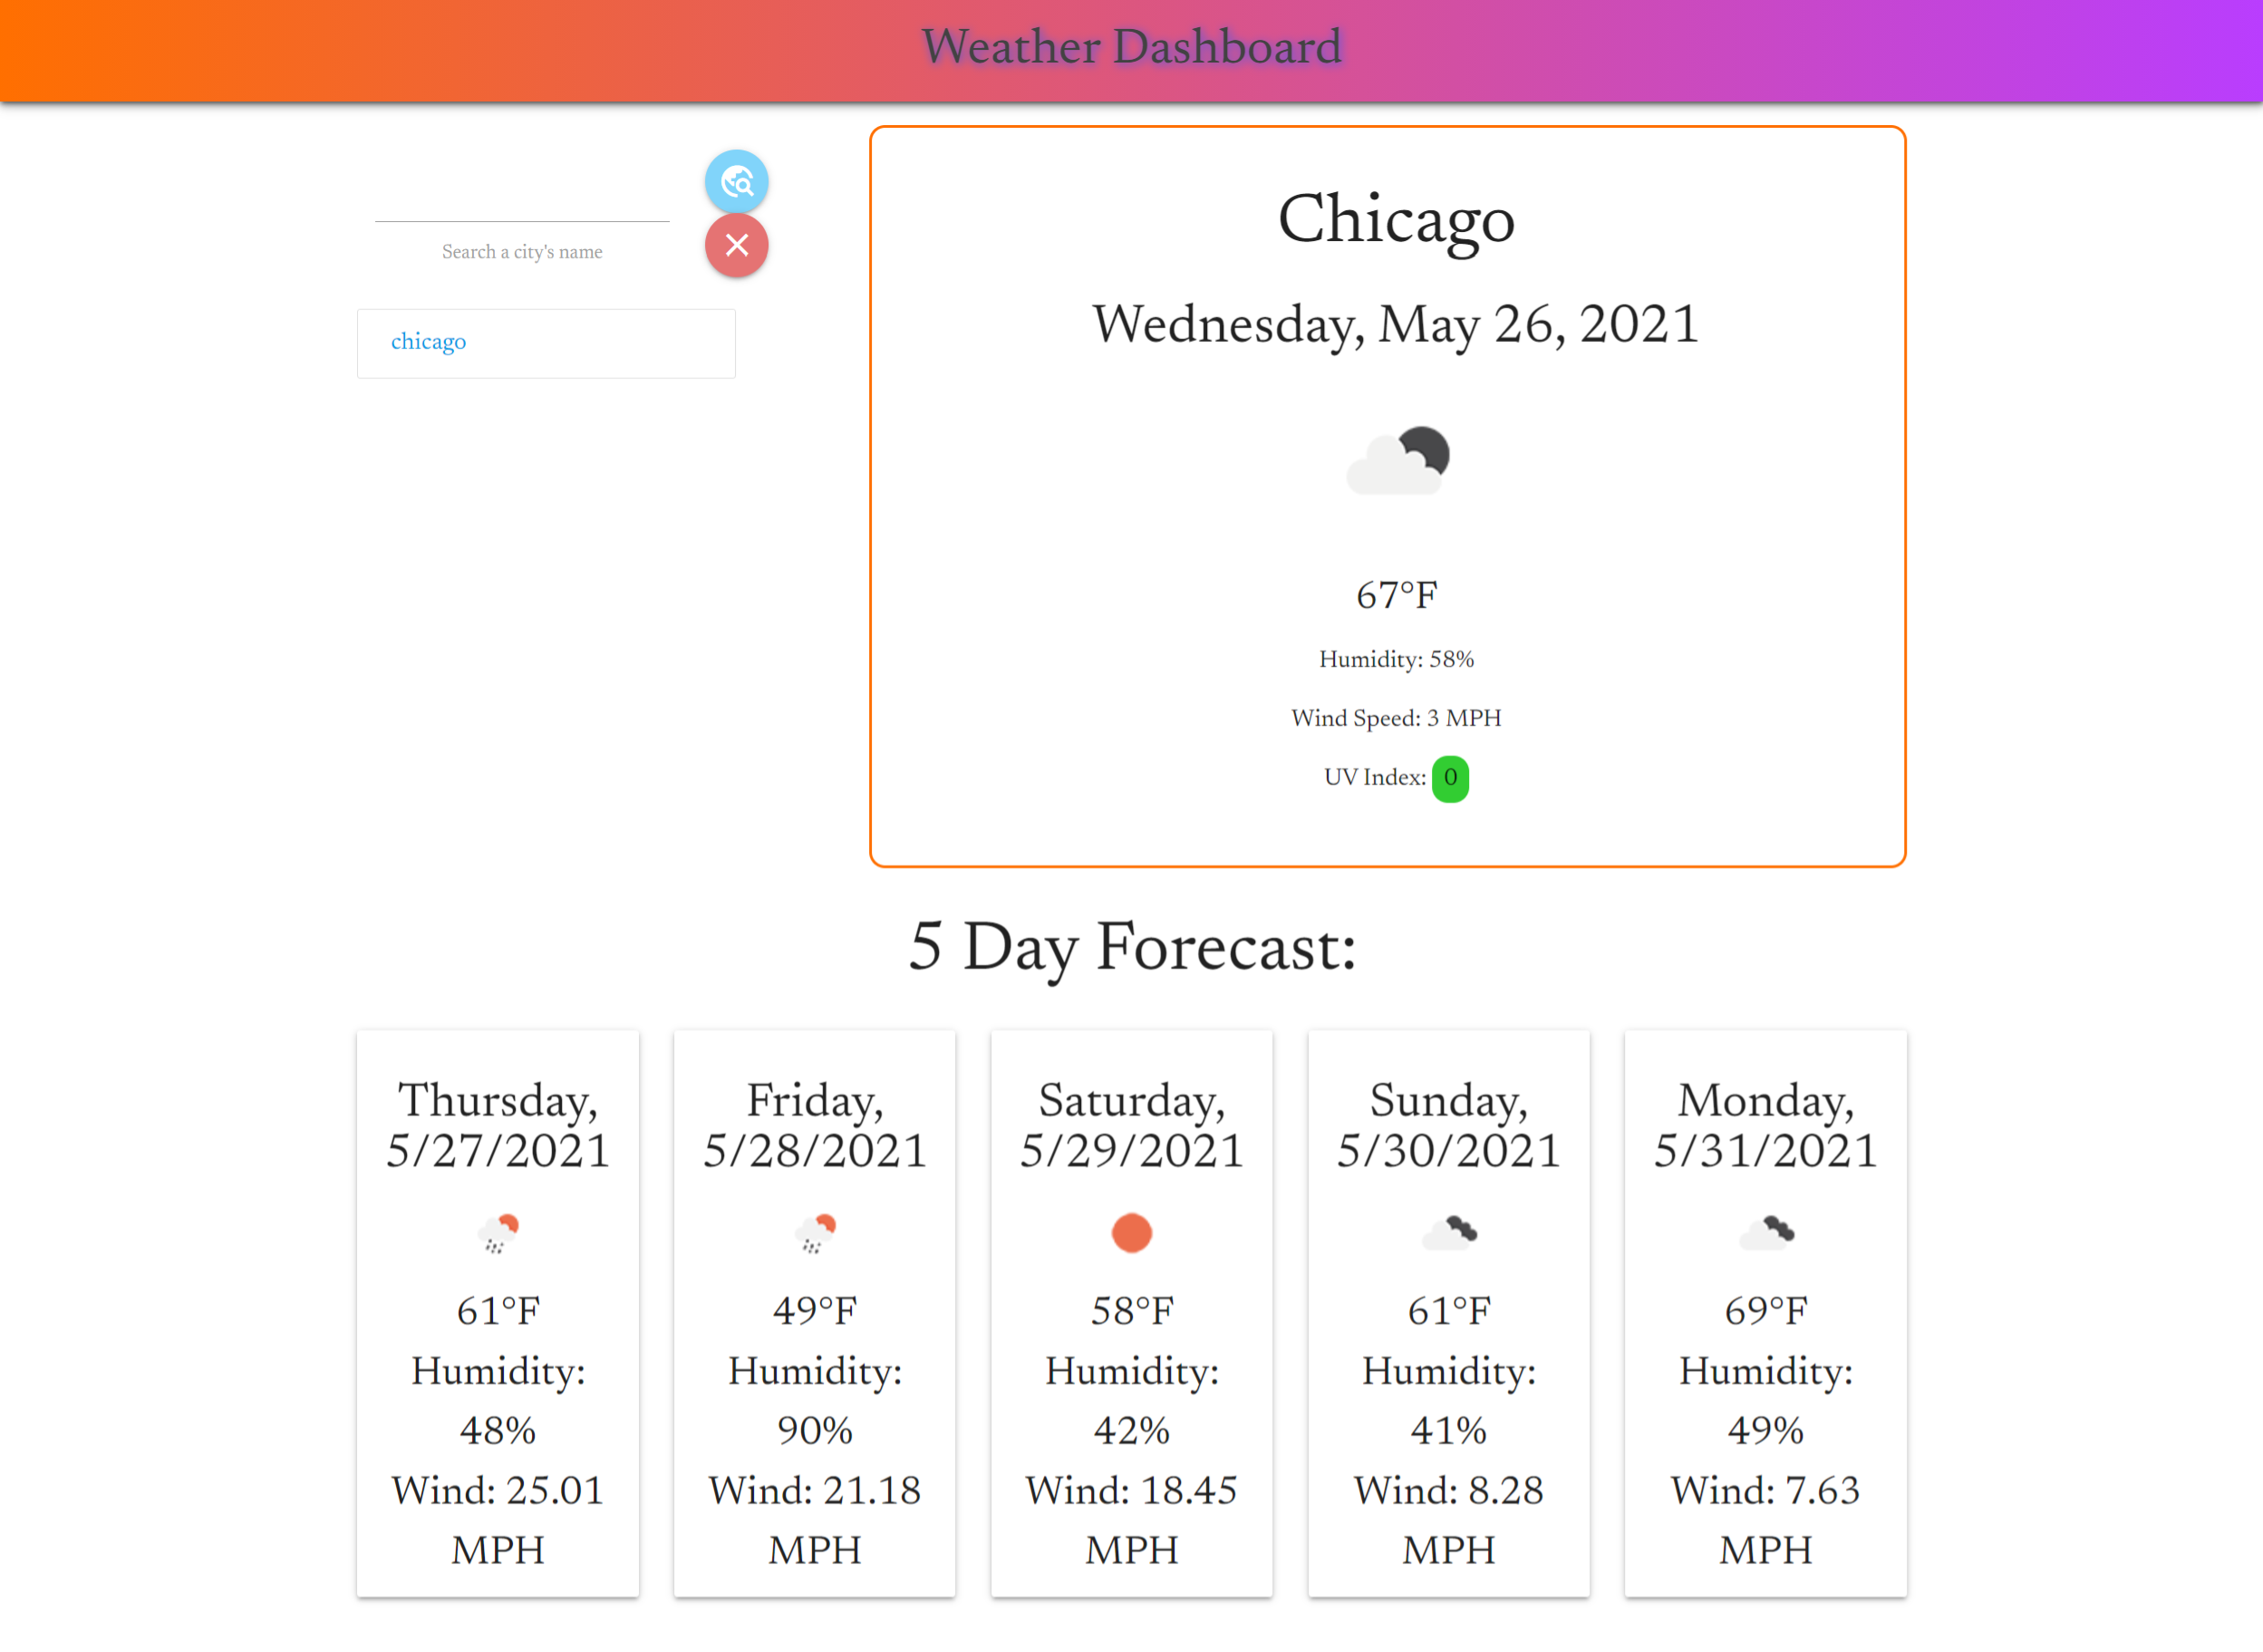 Weather Dashboard
Search a city's name
chicago
Chicago
Wednesday, May 26, 2021
67°F
Humidity: 58%
Wind Speed: 3 MPH
UV Index: 0
5 Day Forecast:
Thursday,
5/27/2021
61°F
Humidity:
48%
Wind: 25.01
MPH
Friday,
5/28/2021
49°F
Humidity:
90%
Wind: 21.18
MPH
Saturday,
5/29/2021
58°F
Humidity:
42%
Wind: 18.45
MPH
Sunday,
5/30/2021
61°F
Humidity:
41%
Wind: 8.28
MPH
Monday,
5/31/2021
69°F
Humidity:
49%
Wind: 7.63
MPH